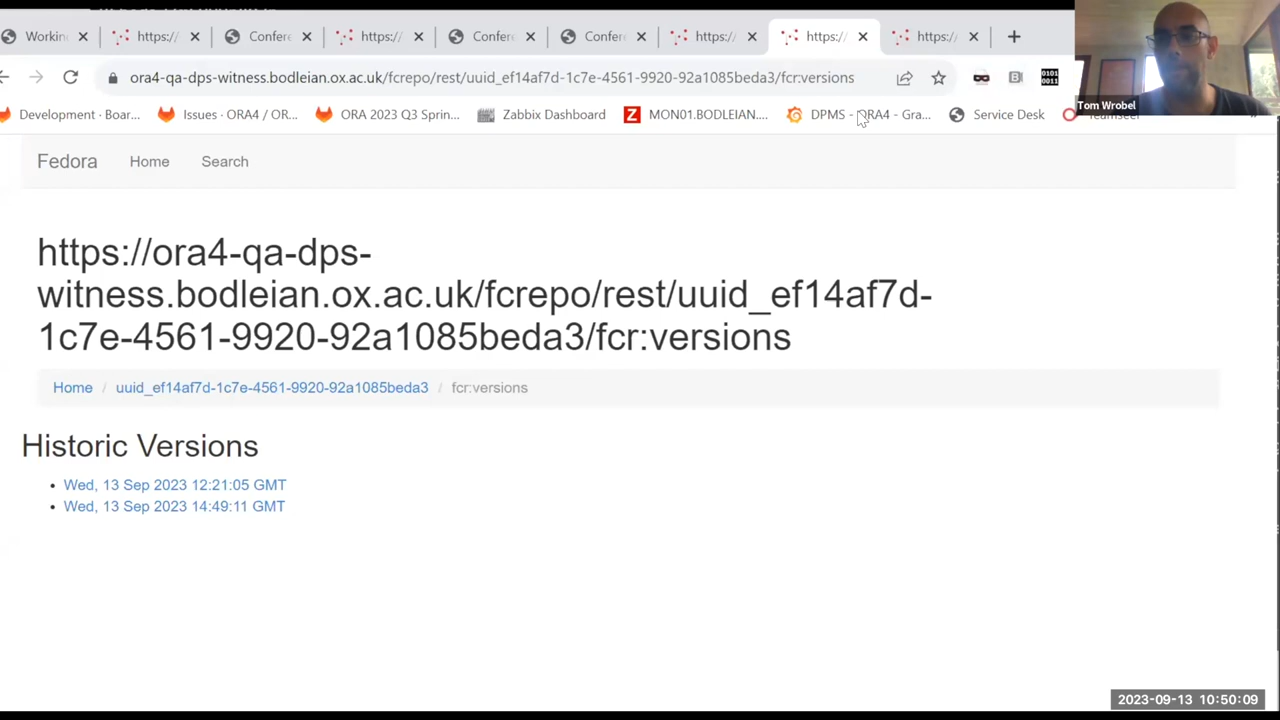 Working
https:/
Confere
https:/
Confer
Confer
https:/
https:/
https:/
ora4-qa-dps-witness.bodleian.ox.ac.uk/fcrepo/rest/uuid_ef14af7d-1c7e-4561-9920-92a1085beda3/fcr:versions
Tom Wrobel
Development - Boar...
Issues · ORA4 / OR...
ORA 2023 Q3 Sprin...
Zabbix Dashboard
MON01.BODLEIAN....
DPMS - ORA4 - Gra...
Service Desk
Fedora
Home
Search
https://ora4-qa-dps-
witness.bodleian.ox.ac.uk/fcrepo/rest/uuid_ef14af7d-
1c7e-4561-9920-92a1085beda3/fcr:versions
Home / uuid_ef14af7d-1c7e-4561-9920-92a1085beda3 / fcr:versions
Historic Versions
Wed, 13 Sep 2023 12:21:05 GMT
Wed, 13 Sep 2023 14:49:11 GMT
2023-09-13 10:50:09